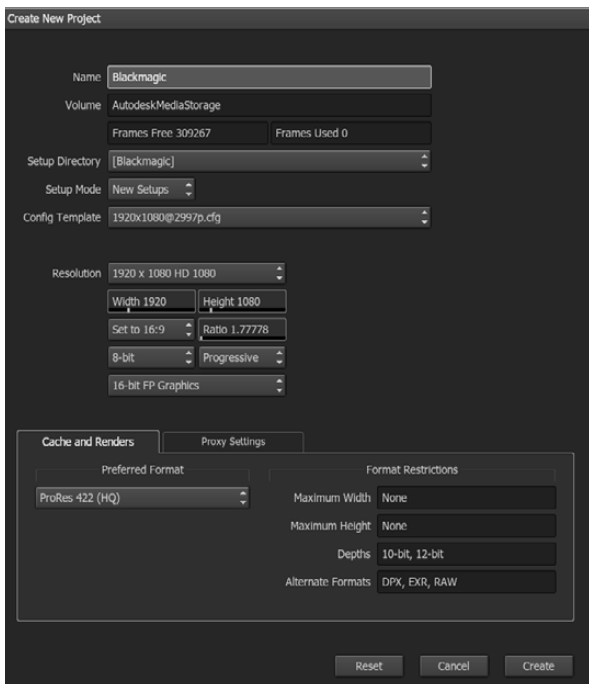 Create New Project
Name Blackmagic
Volume AutodeskMediaStorage
Frames Free 309267 Frames Used 0
Setup Directory [Blackmagic]
Setup Mode New Setups
Config Template 1920x1080@2997p.cfg
Resolution 1920 x 1080 HD 1080
Width 1920 Height 1080
Set to 16:9 Ratio 1.77778
8-bit Progressive
16-bit FP Graphics
Cache and Renders Proxy Settings
Preferred Format Format Restrictions
ProRes 422 (HQ) Maximum Width None
Maximum Height None
Depths 10-bit, 12-bit
Alternate Formats DPX, EXR, RAW
Reset Cancel Create